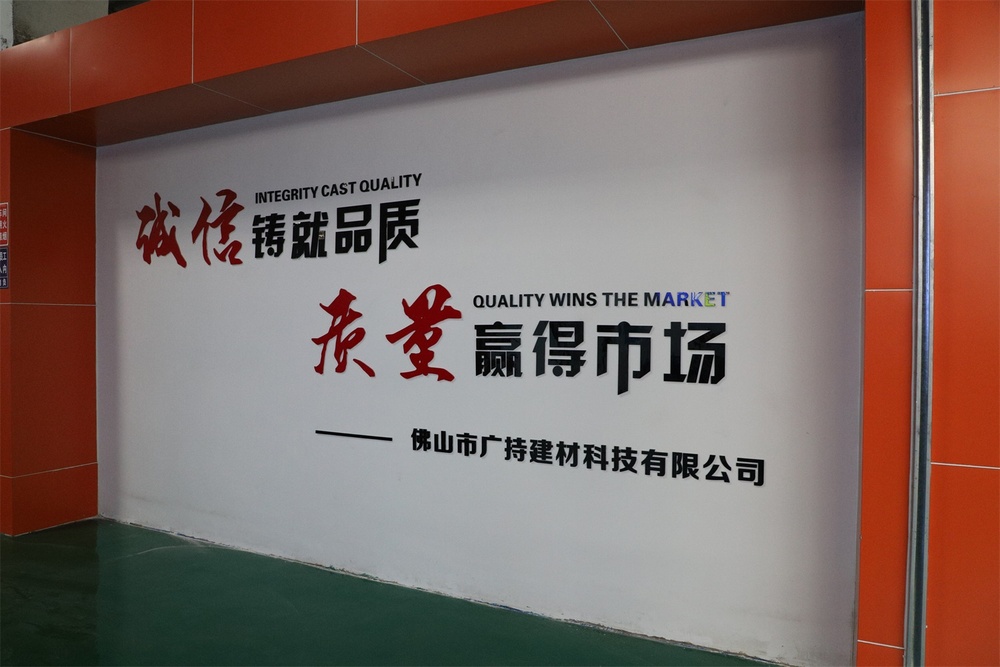 INTEGRITY CAST QUALITY
诚信铸就品质
QUALITY WINS THE MARKET
质量赢得市场
——佛山市广持建材科技有限公司